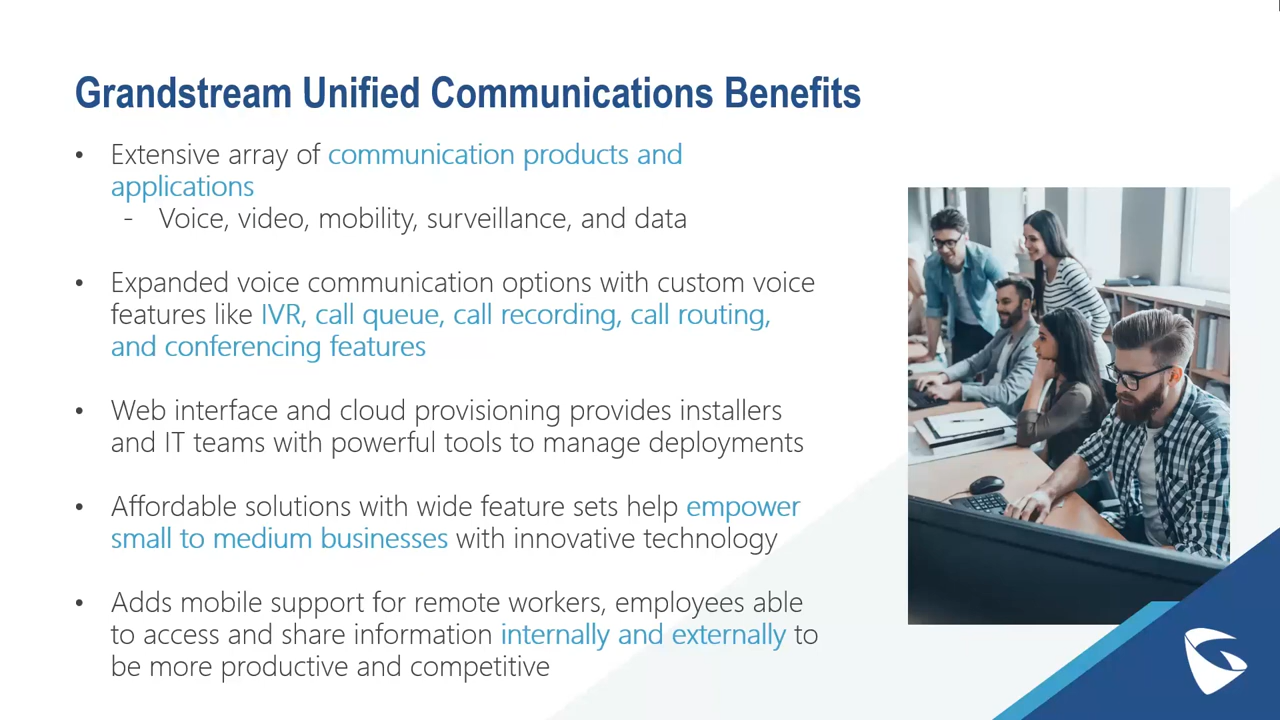 Grandstream Unified Communications Benefits
• Extensive array of communication products and
applications
- Voice, video, mobility, surveillance, and data
• Expanded voice communication options with custom voice
features like IVR, call queue, call recording, call routing,
and conferencing features
• Web interface and cloud provisioning provides installers
and IT teams with powerful tools to manage deployments
• Affordable solutions with wide feature sets help empower
small to medium businesses with innovative technology
• Adds mobile support for remote workers, employees able
to access and share information internally and externally to
be more productive and competitive